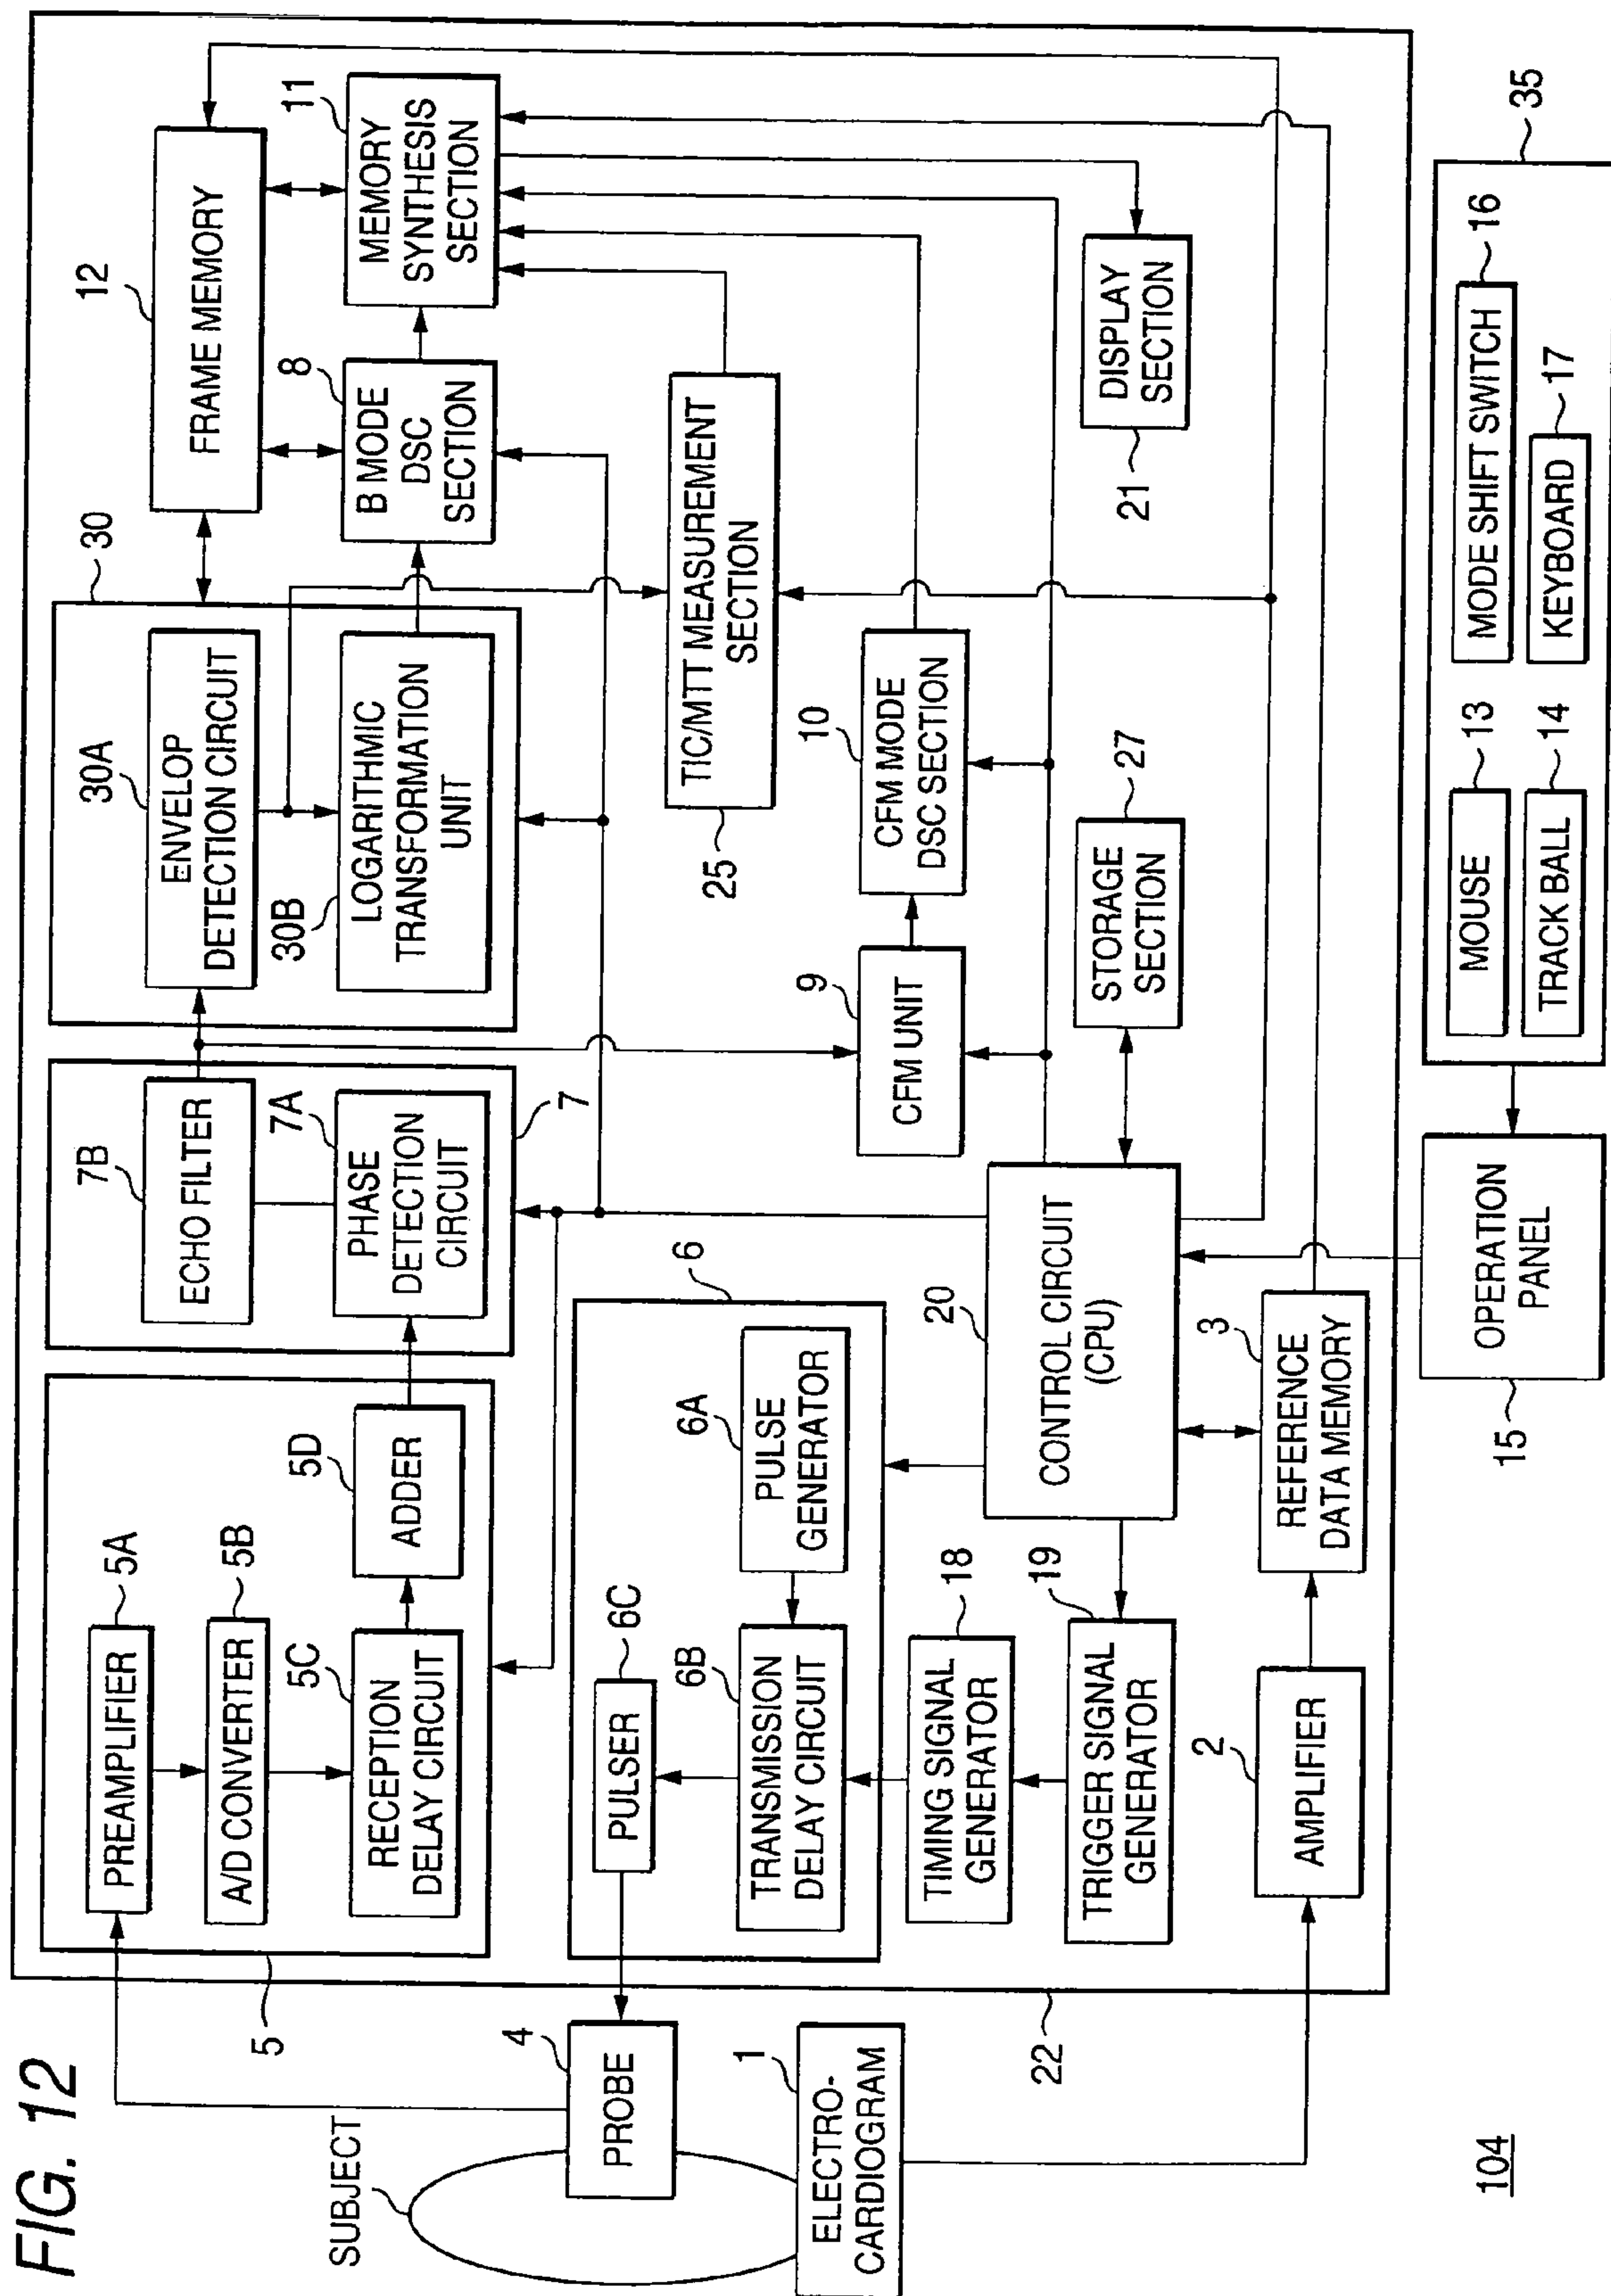 FIG. 12
SUBJECT
4
PROBE
1
ELECTRO-
CARDIOGRAM
104
22
5
PREAMPLIFIER
5A
A/D CONVERTER
5B
5C
RECEPTION
DELAY CIRCUIT
5D
ADDER
7B
ECHO FILTER
7A
PHASE
DETECTION
CIRCUIT
7
30
30A
ENVELOP
DETECTION CIRCUIT
30B
LOGARITHMIC
TRANSFORMATION
UNIT
12
FRAME MEMORY
8
B MODE
DSC
SECTION
11
MEMORY
SYNTHESIS
SECTION
6
6C
PULSER
6B
TRANSMISSION
DELAY CIRCUIT
6A
PULSE
GENERATOR
18
TIMING SIGNAL
GENERATOR
19
TRIGGER SIGNAL
GENERATOR
2
AMPLIFIER
3
REFERENCE
DATA MEMORY
20
CONTROL CIRCUIT
(CPU)
9
CFM UNIT
10
CFM MODE
DSC SECTION
25
TIC/MTT MEASUREMENT
SECTION
27
STORAGE
SECTION
21
DISPLAY
SECTION
15
OPERATION
PANEL
35
MOUSE
13
TRACK BALL
14
MODE SHIFT SWITCH
16
KEYBOARD
17